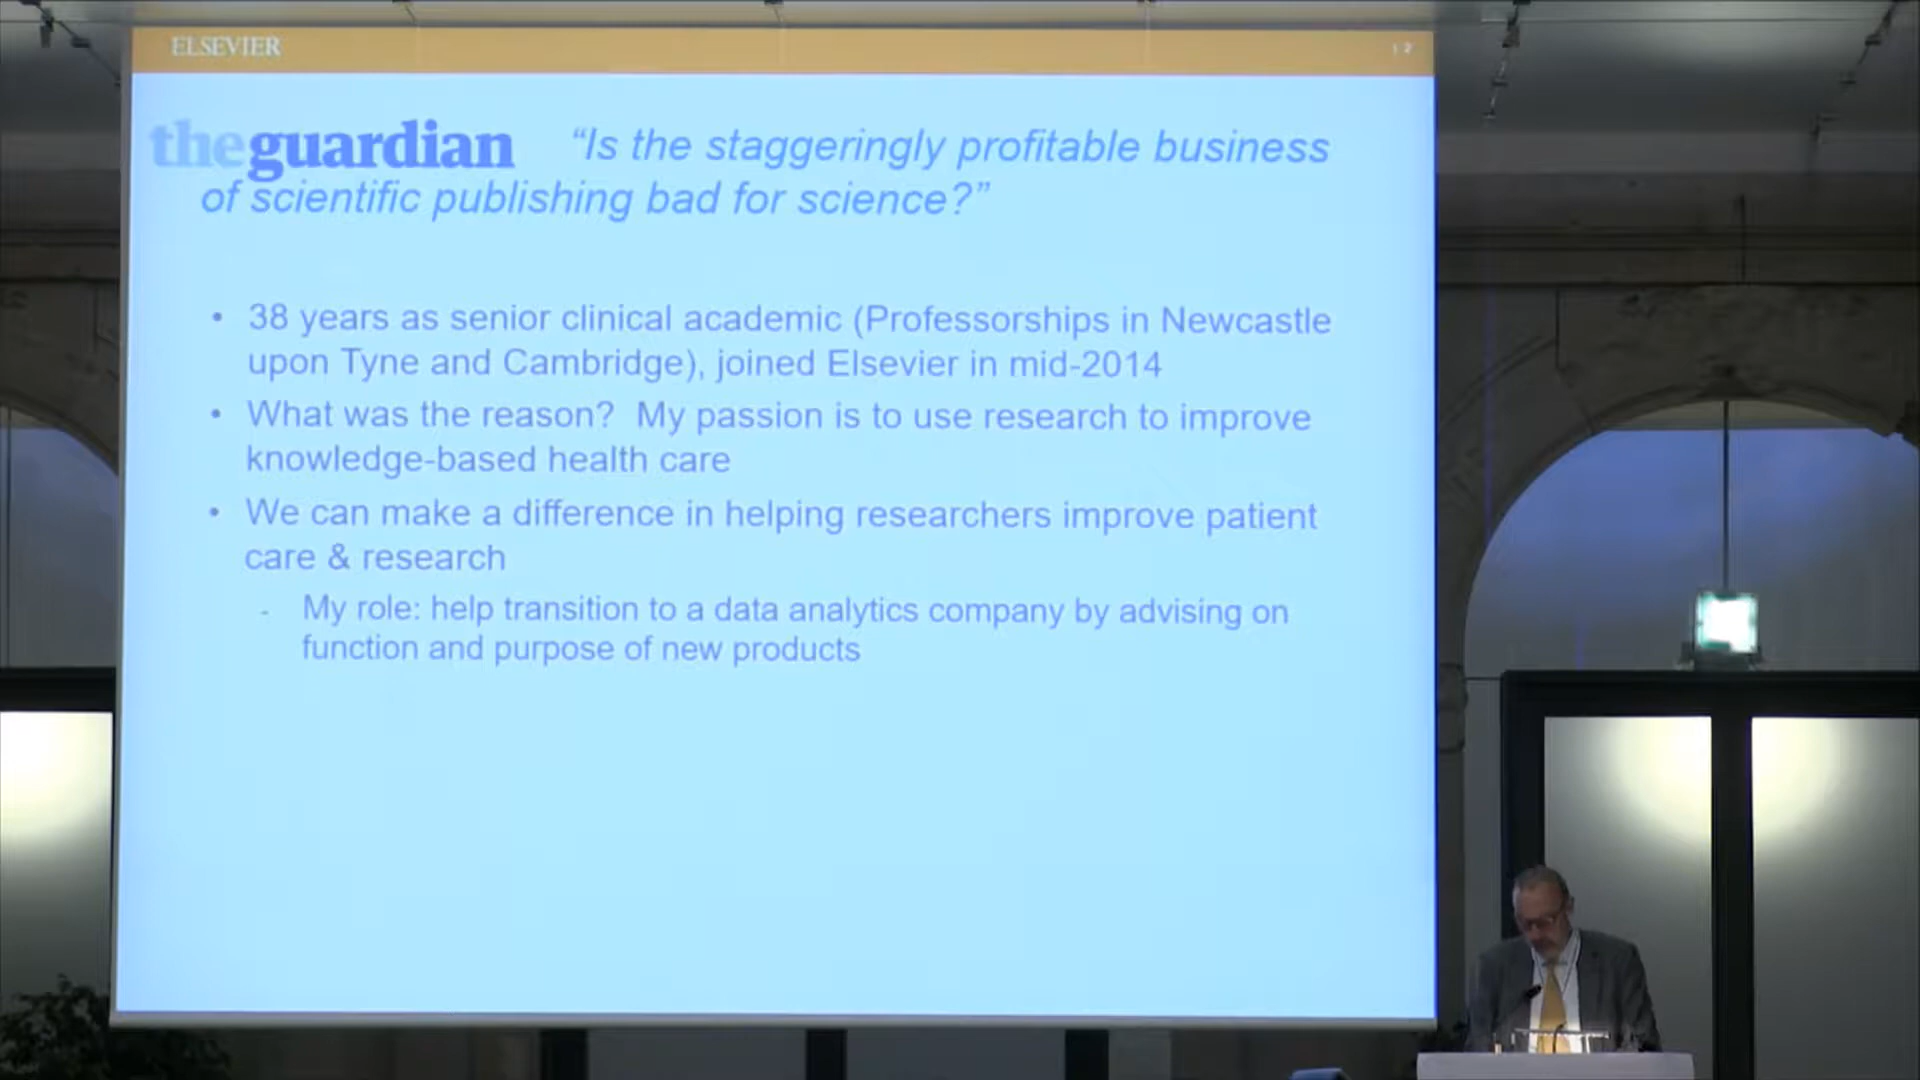 ELSEVIER
| 2
theguardian "Is the staggeringly profitable business
of scientific publishing bad for science?"
• 38 years as senior clinical academic (Professorships in Newcastle
upon Tyne and Cambridge), joined Elsevier in mid-2014
• What was the reason? My passion is to use research to improve
knowledge-based health care
• We can make a difference in helping researchers improve patient
care & research
- My role: help transition to a data analytics company by advising on
function and purpose of new products